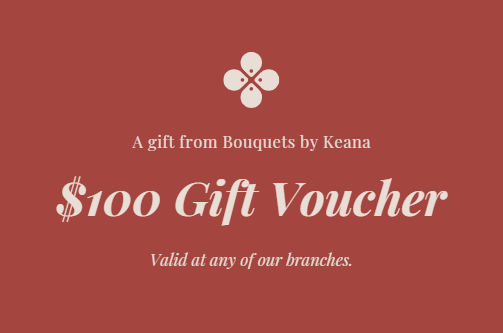 A gift from Bouquets by Keana
$100 Gift Voucher
Valid at any of our branches.